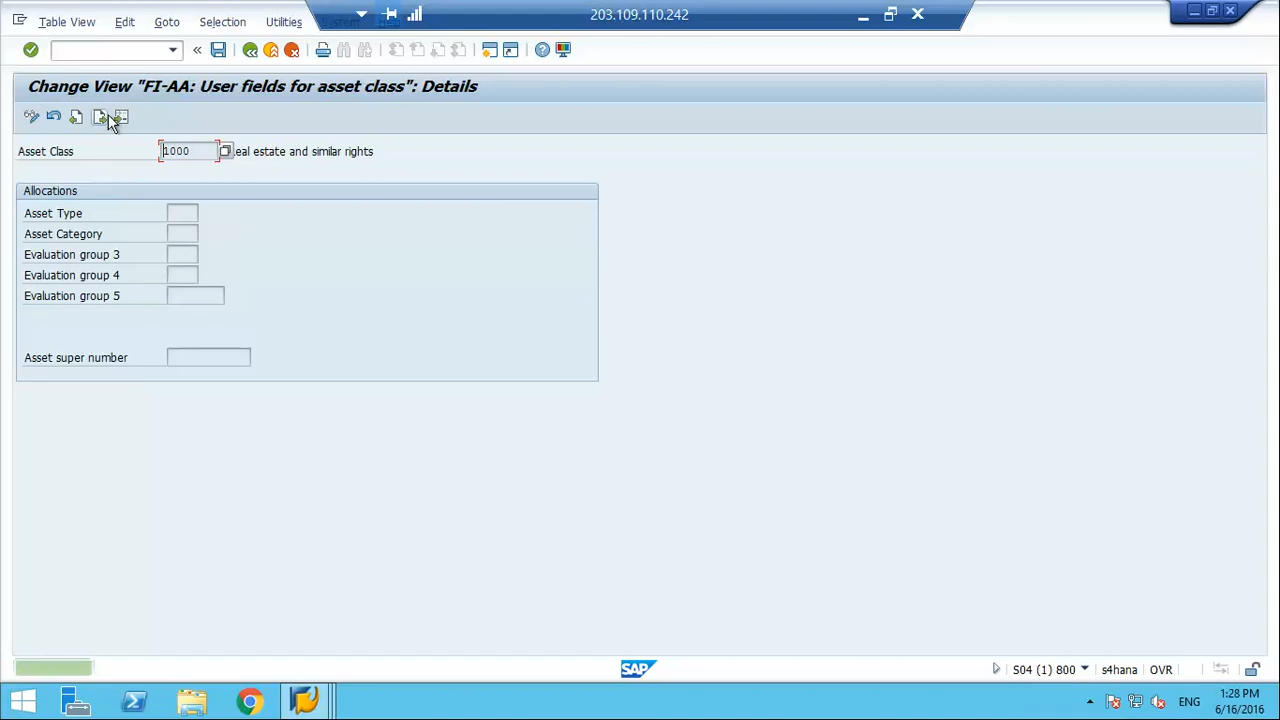 203.109.110.242
Table View Edit Goto Selection Utilities
Change View "FI-AA: User fields for asset class": Details
Asset Class 1000 eal estate and similar rights
Allocations
Asset Type
Asset Category
Evaluation group 3
Evaluation group 4
Evaluation group 5
Asset super number
SAP S04 (1) 800 s4hana OVR
ENG 1:28 PM
6/16/2016